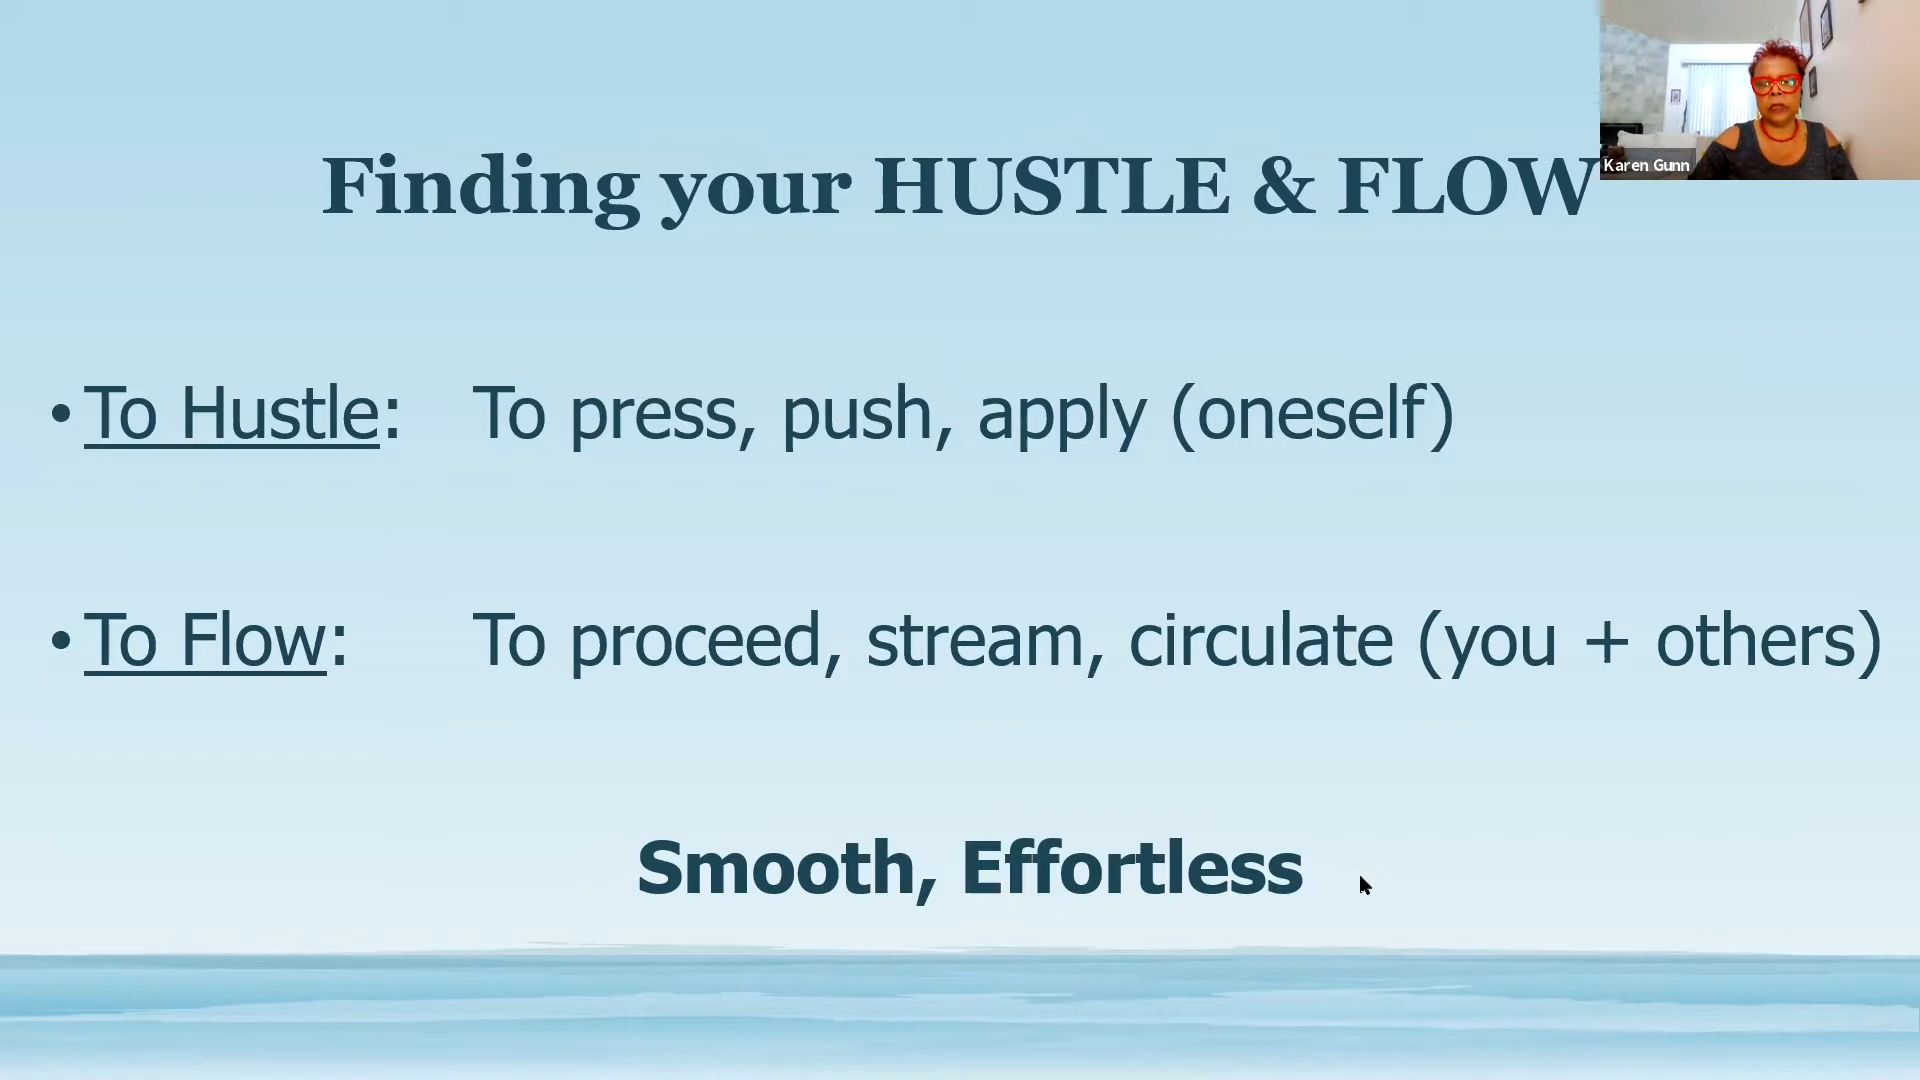 Finding your HUSTLE & FLOW
Karen Gunn
• To Hustle: To press, push, apply (oneself)
• To Flow: To proceed, stream, circulate (you + others)
Smooth, Effortless